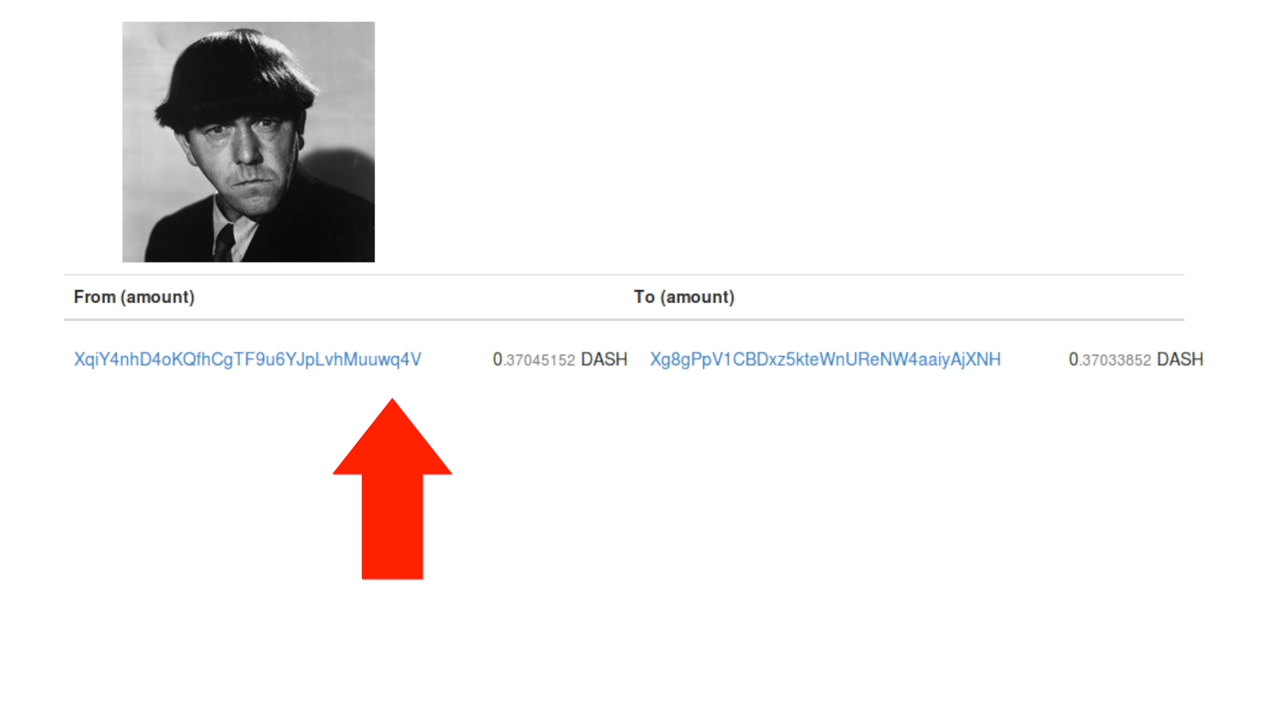 From (amount) To (amount)
XqiY4nhD4oKQfhCgTF9u6YJpLvhMuuwq4V 0.37045152 DASH Xg8gPpV1CBDxz5kteWnUReNW4aaiyAjXNH 0.37033852 DASH